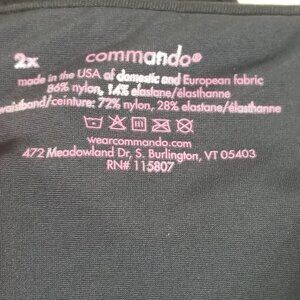 2x commando®
made in the USA of domestic and European fabric
86% nylon, 14% elastane/élasthanne
waistband/ceinture: 72% nylon, 28% elastane/élasthanne
wearcommando.com
472 Meadowland Dr, S. Burlington, VT 05403
RN# 115807